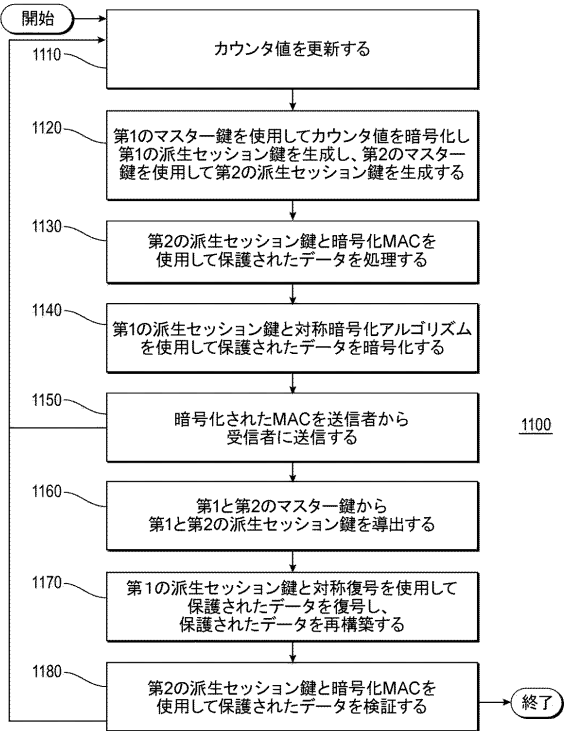 開始
1110
カウンタ値を更新する
1120
第1のマスター鍵を使用してカウンタ値を暗号化し
第1の派生セッション鍵を生成し、第2のマスター
鍵を使用して第2の派生セッション鍵を生成する
1130
第2の派生セッション鍵と暗号化MACを
使用して保護されたデータを処理する
1140
第1の派生セッション鍵と対称暗号化アルゴリズム
を使用して保護されたデータを暗号化する
1150
暗号化されたMACを送信者から
受信者に送信する
1100
1160
第1と第2のマスター鍵から
第1と第2の派生セッション鍵を導出する
1170
第1の派生セッション鍵と対称復号を使用して
保護されたデータを復号し、
保護されたデータを再構築する
1180
第2の派生セッション鍵と暗号化MACを
使用して保護されたデータを検証する
終了